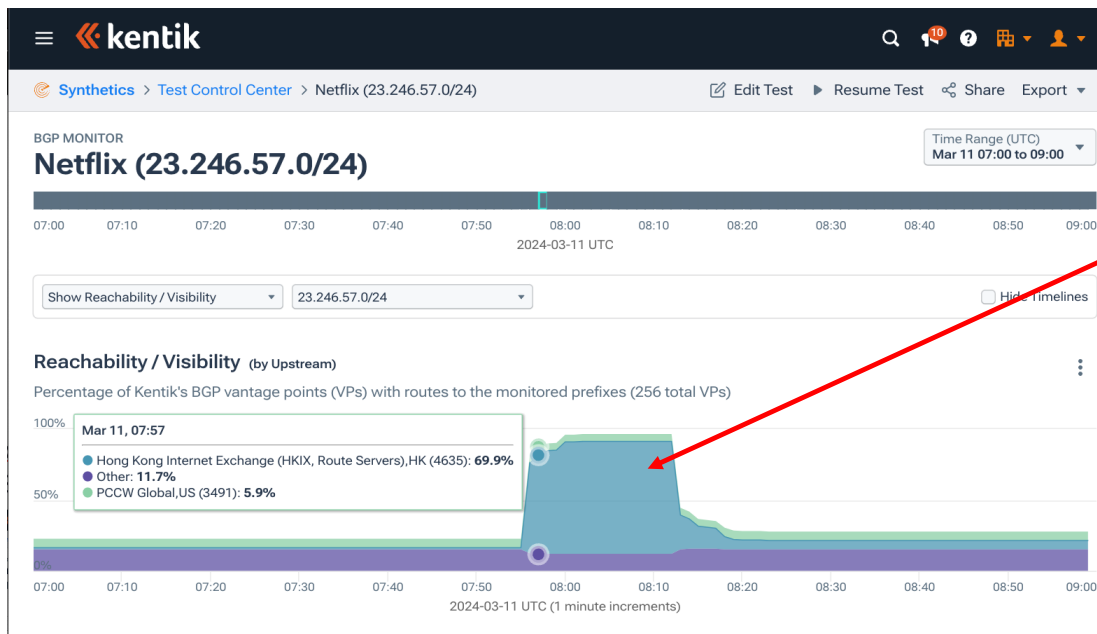 kentik
10
Synthetics > Test Control Center > Netflix (23.246.57.0/24)
Edit Test
Resume Test
Share
Export
BGP MONITOR
Netflix (23.246.57.0/24)
Time Range (UTC)
Mar 11 07:00 to 09:00
07:00 07:10 07:20 07:30 07:40 07:50 08:00 08:10 08:20 08:30 08:40 08:50 09:00
2024-03-11 UTC
Show Reachability / Visibility
23.246.57.0/24
Hide Timelines
Reachability / Visibility (by Upstream)
Percentage of Kentik's BGP vantage points (VPs) with routes to the monitored prefixes (256 total VPs)
100%
Mar 11, 07:57
Hong Kong Internet Exchange (HKIX, Route Servers),HK (4635): 69.9%
Other: 11.7%
50%
PCCW Global,US (3491): 5.9%
0%
07:00 07:10 07:20 07:30 07:40 07:50 08:00 08:10 08:20 08:30 08:40 08:50 09:00
2024-03-11 UTC (1 minute increments)